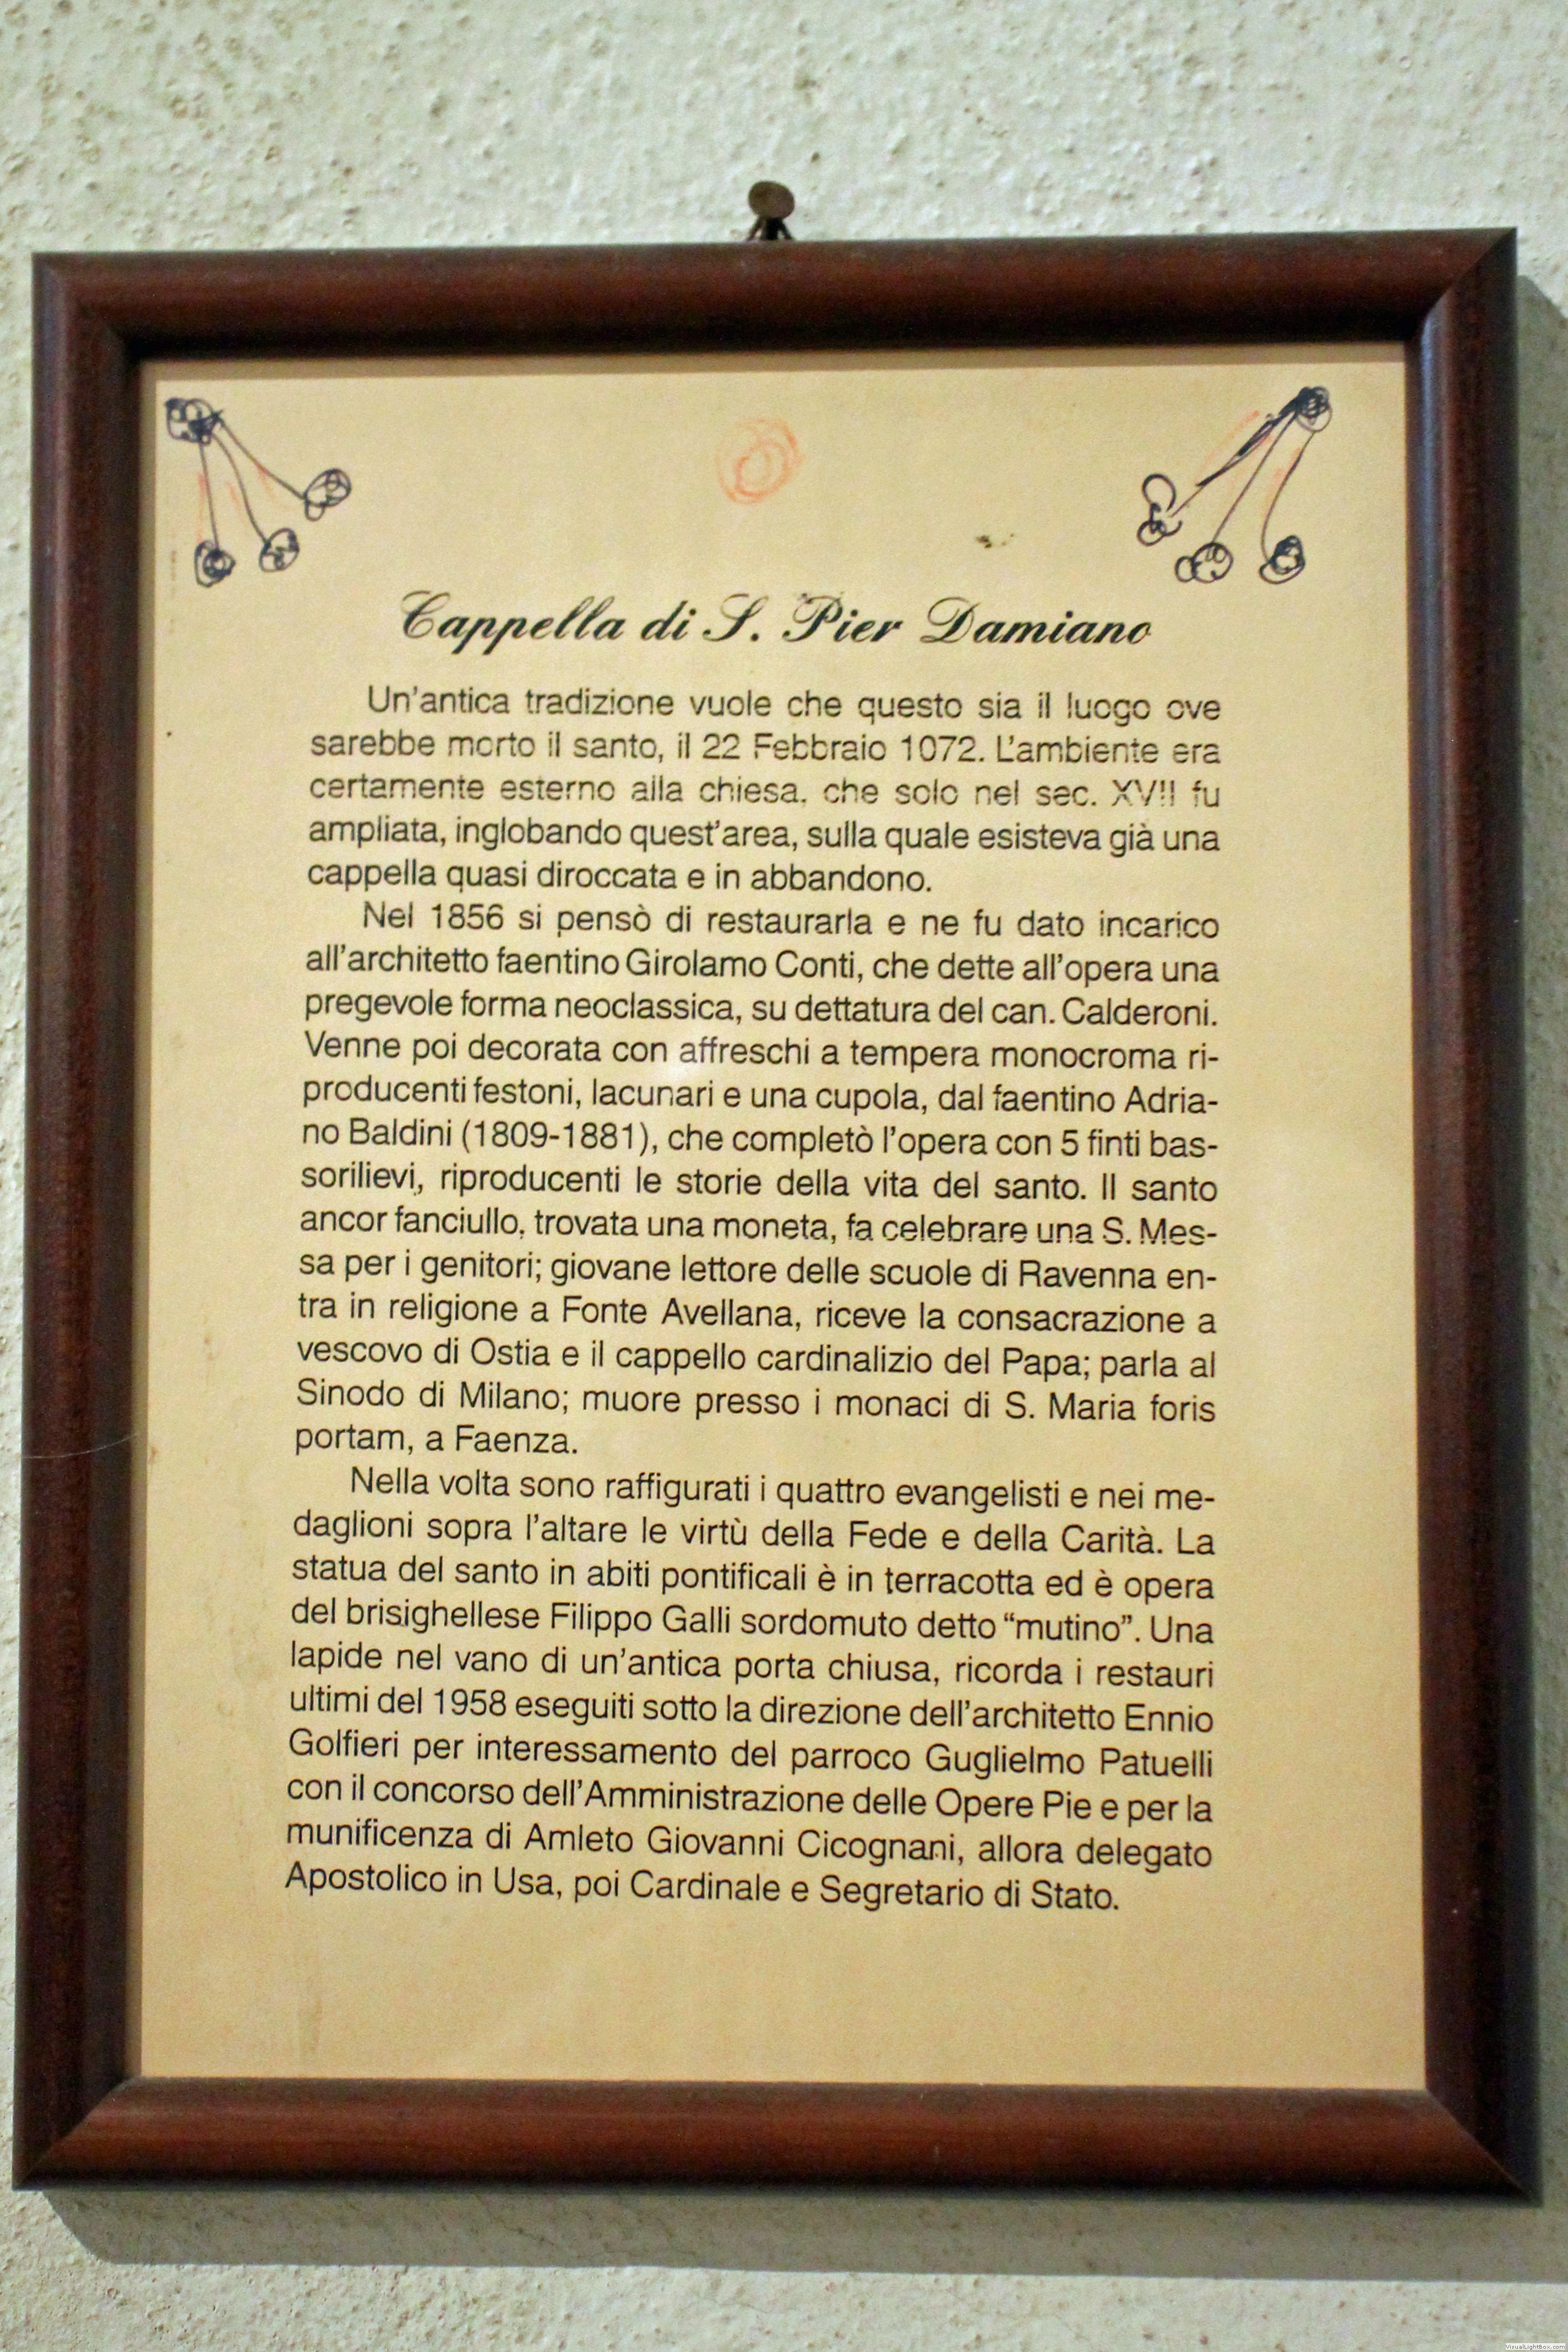 Cappella di S. Pier Damiano
Un'antica tradizione vuole che questo sia il luogo ove
sarebbe morto il santo, il 22 Febbraio 1072. L'ambiente era
certamente esterno alla chiesa, che solo nel sec. XVII fu
ampliata, inglobando quest'area, sulla quale esisteva già una
cappella quasi diroccata e in abbandono.
Nel 1856 si pensò di restaurarla e ne fu dato incarico
all'architetto faentino Girolamo Conti, che dette all'opera una
pregevole forma neoclassica, su dettatura del can. Calderoni.
Venne poi decorata con affreschi a tempera monocroma ri-
producenti festoni, lacunari e una cupola, dal faentino Adria-
no Baldini (1809-1881), che completò l'opera con 5 finti bas-
sorilievi, riproducenti le storie della vita del santo. Il santo
ancor fanciullo, trovata una moneta, fa celebrare una S. Mes-
sa per i genitori; giovane lettore delle scuole di Ravenna en-
tra in religione a Fonte Avellana, riceve la consacrazione a
vescovo di Ostia e il cappello cardinalizio del Papa; parla al
Sinodo di Milano; muore presso i monaci di S. Maria foris
portam, a Faenza.
Nella volta sono raffigurati i quattro evangelisti e nei me-
daglioni sopra l'altare le virtù della Fede e della Carità. La
statua del santo in abiti pontificali è in terracotta ed è opera
del brisighellese Filippo Galli sordomuto detto “mutino”. Una
lapide nel vano di un'antica porta chiusa, ricorda i restauri
ultimi del 1958 eseguiti sotto la direzione dell'architetto Ennio
Golfieri per interessamento del parroco Guglielmo Patuelli
con il concorso dell'Amministrazione delle Opere Pie e per la
munificenza di Amleto Giovanni Cicognani, allora delegato
Apostolico in Usa, poi Cardinale e Segretario di Stato.
VisualLightBox.com